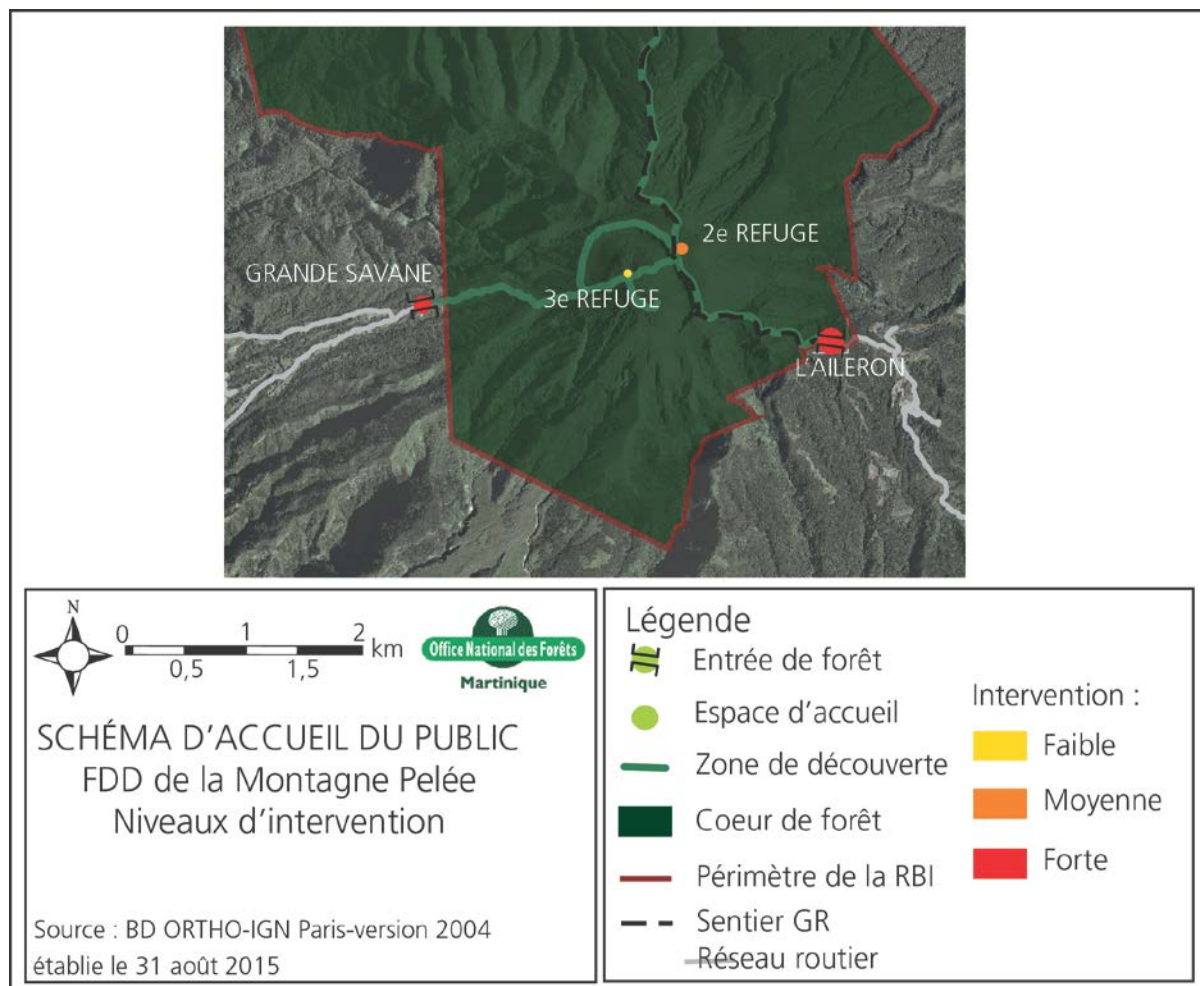 2e REFUGE
GRANDE SAVANE
3e REFUGE
L'AILERON
N
0 1 2 km
0,5 1,5
Office National des Forêts
Martinique
SCHÉMA D'ACCUEIL DU PUBLIC
FDD de la Montagne Pelée
Niveaux d'intervention
Source : BD ORTHO-IGN Paris-version 2004
établie le 31 août 2015
Légende
Entrée de forêt
Espace d'accueil
Zone de découverte
Coeur de forêt
Périmètre de la RBI
Sentier GR
Réseau routier
Intervention :
Faible
Moyenne
Forte